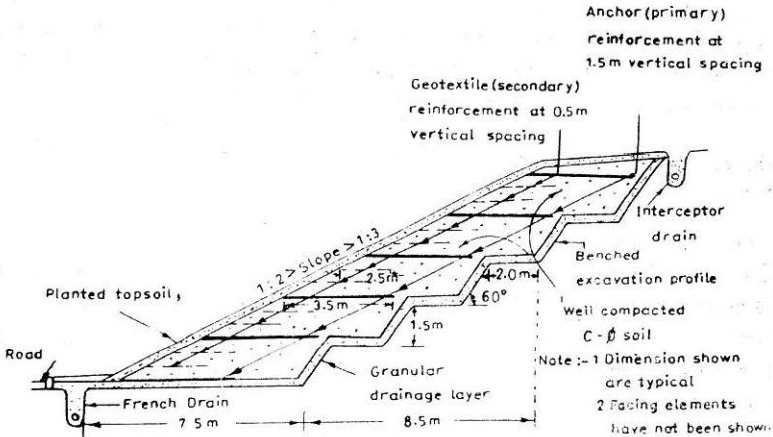 Anchor (primary)
reinforcement at
1.5m vertical spacing
Geotextile (secondary)
reinforcement at 0.5m
vertical spacing
Interceptor
drain
1:2 > Slope > 1:3
2.5m
2.0m
Benched
excavation profile
Planted topsoil,
3.5m
60°
Well compacted
C-φ soil
1.5m
Road
Note :- 1 Dimension shown
are typical
2 Facing elements
have not been shown.
Granular
drainage layer
French Drain
7 5m
8.5m